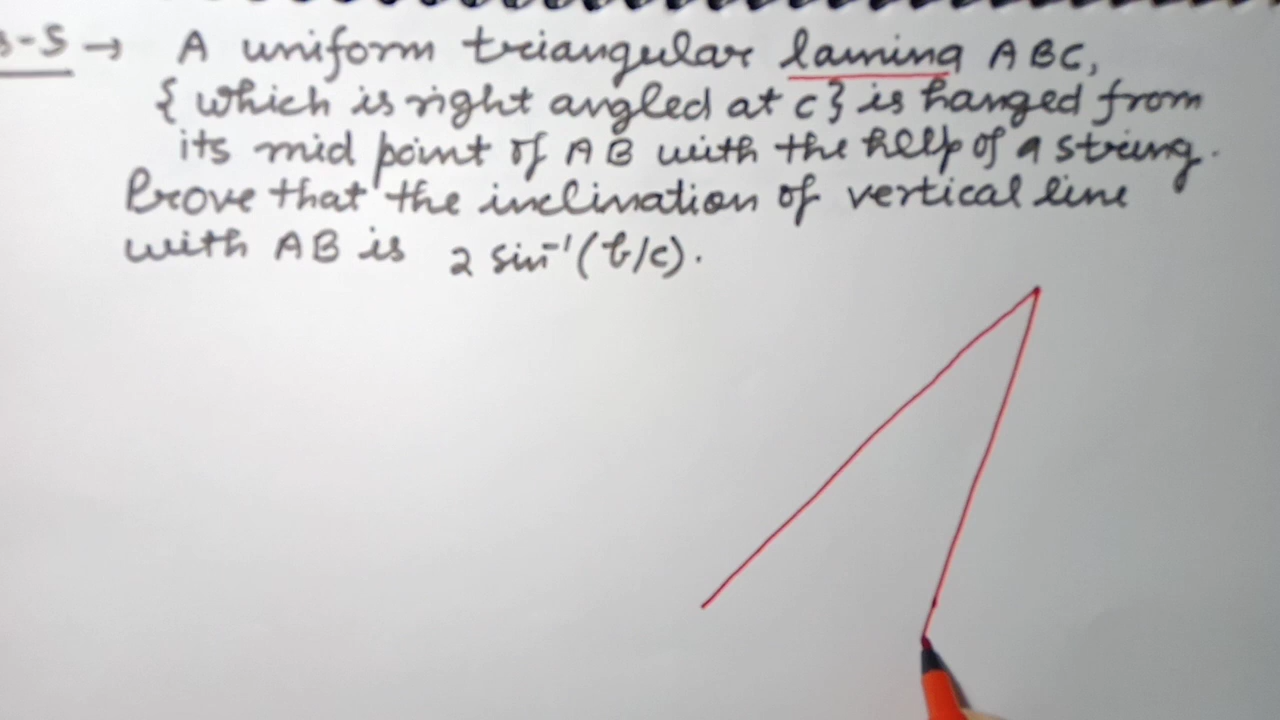 -5 → A uniform triangular lamina ABC,
{ which is right angled at c } is hanged from
its mid point of AB with the help of a string.
Prove that the inclination of vertical line
with AB is 2 sin⁻¹(b/c).